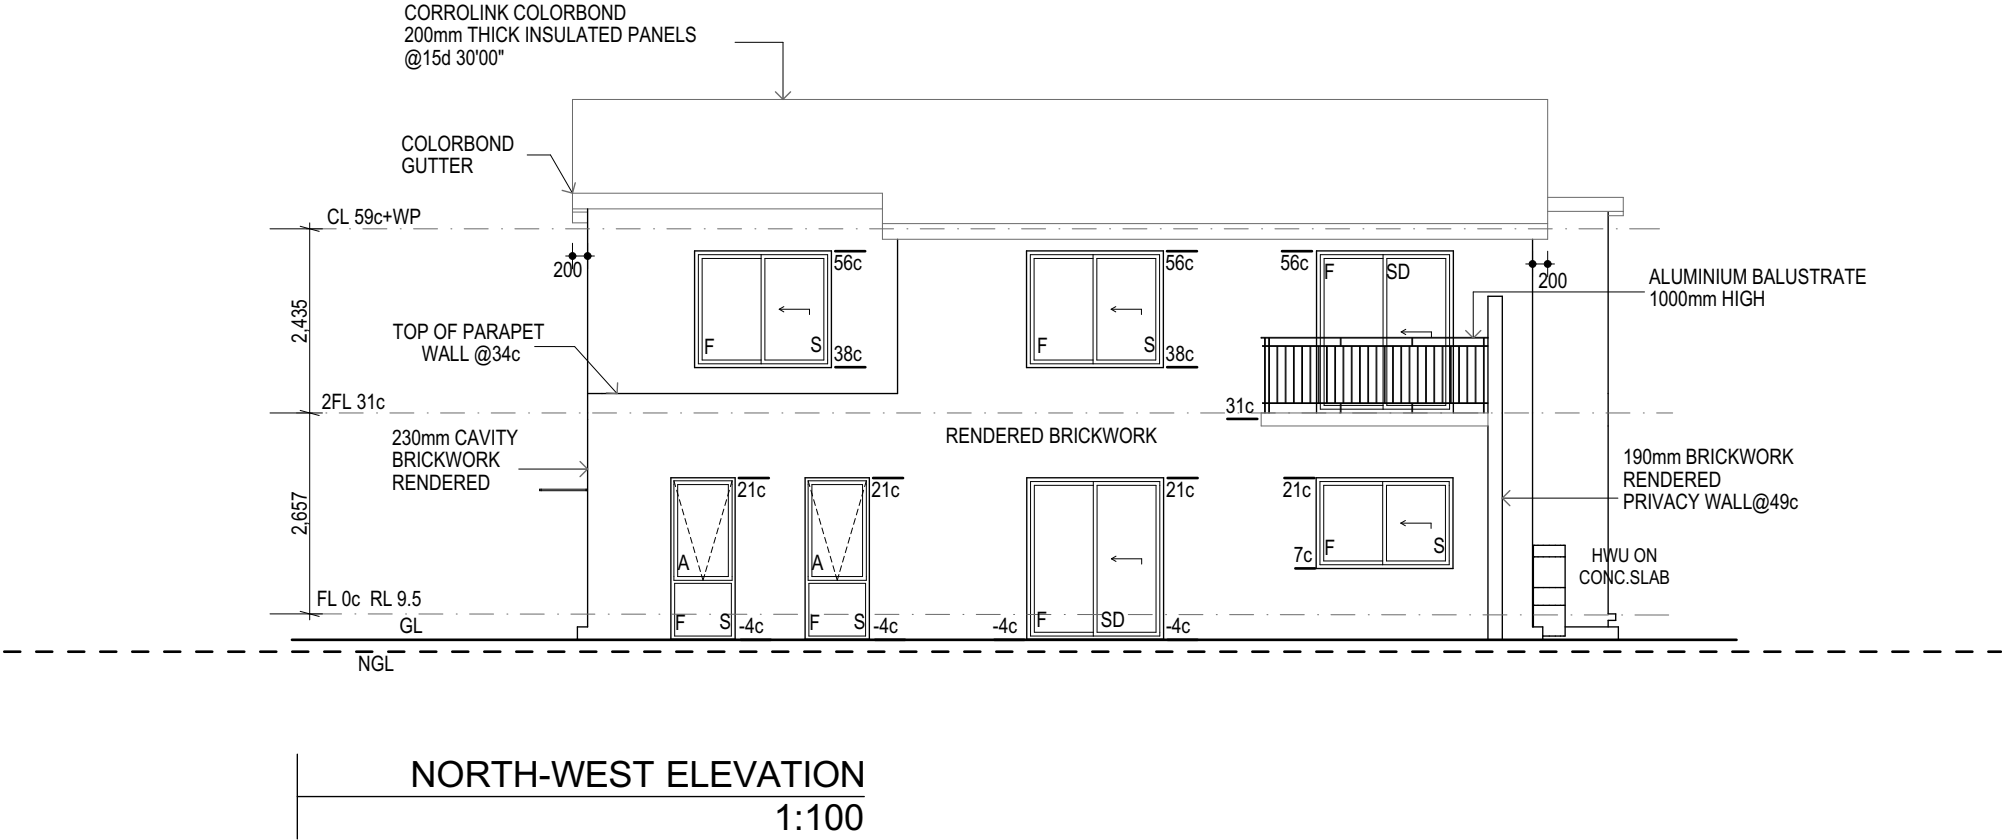 CORROLINK COLORBOND
200mm THICK INSULATED PANELS
@15d 30'00"
COLORBOND
GUTTER
CL 59c+WP
200
56c
56c
56c
F
SD
200
ALUMINIUM BALUSTRATE
1000mm HIGH
2,435
TOP OF PARAPET
WALL @34c
F
S
38c
F
S
38c
2FL 31c
31c
230mm CAVITY
BRICKWORK
RENDERED
RENDERED BRICKWORK
190mm BRICKWORK
RENDERED
PRIVACY WALL@49c
2,657
21c
21c
21c
21c
A
A
7c
F
S
HWU ON
CONC.SLAB
FL 0c RL 9.5
GL
F
S
-4c
F
S
-4c
-4c
F
SD
-4c
NGL
NORTH-WEST ELEVATION
1:100